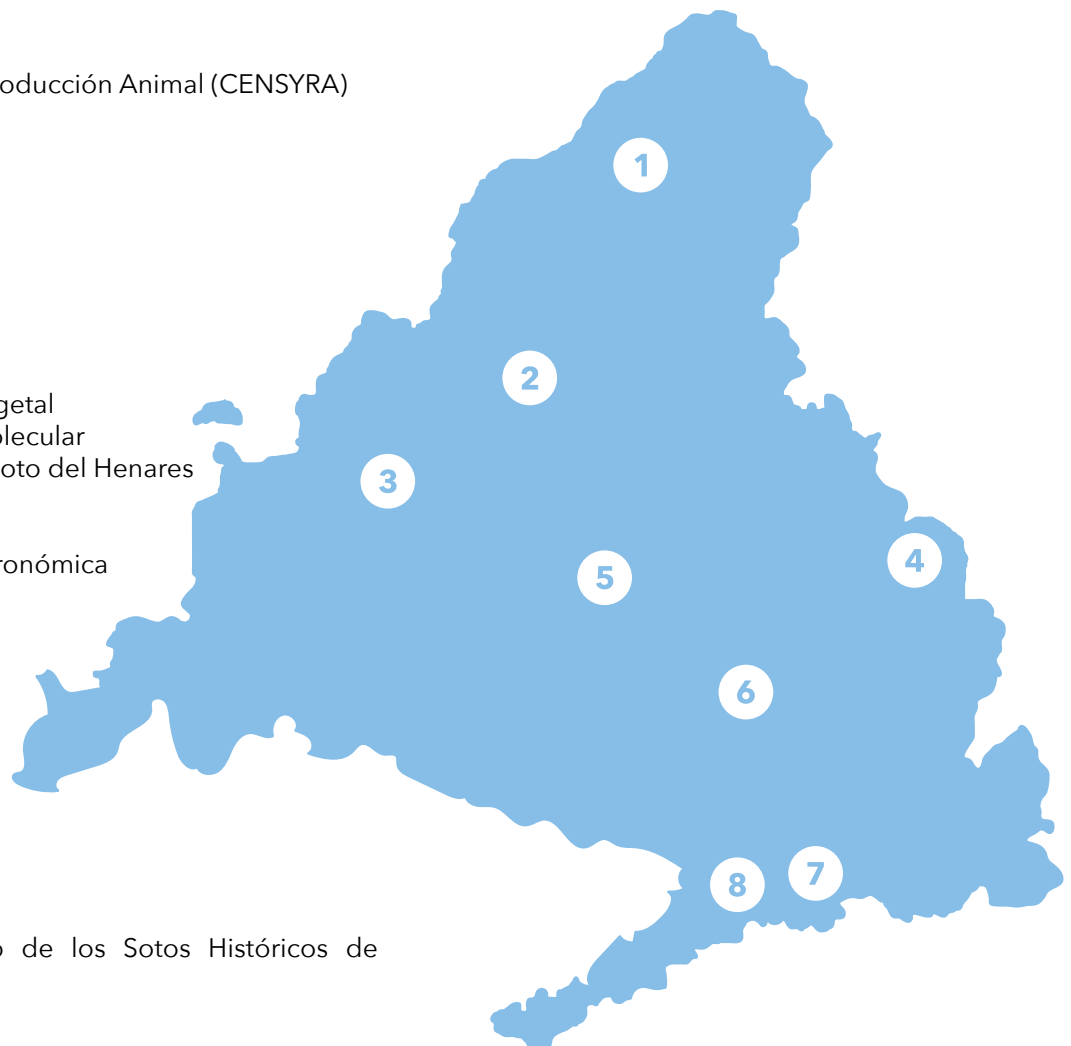 oducción Animal (CENSYRA)
1
2
getal
olecular
oto del Henares
3
4
ronómica
5
6
7
8
o de los Sotos Históricos de